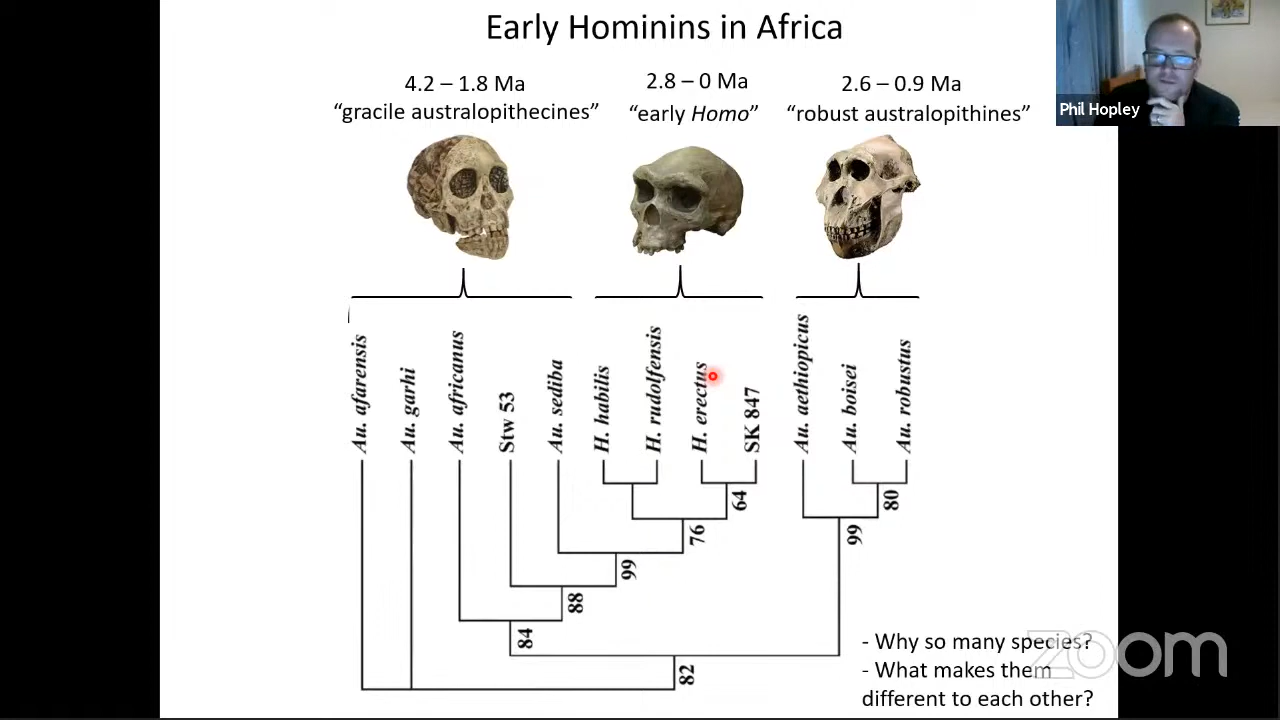 Early Hominins in Africa
Phil Hopley
4.2 – 1.8 Ma
“gracile australopithecines”
2.8 – 0 Ma
“early Homo”
2.6 – 0.9 Ma
“robust australopithines”
Au. afarensis
Au. garhi
Au. africanus
Stw 53
Au. sediba
H. habilis
H. rudolfensis
H. erectus
SK 847
Au. aethiopicus
Au. boisei
Au. robustus
64
80
76
99
99
88
84
82
- Why so many species?
- What makes them
different to each other?
zoom